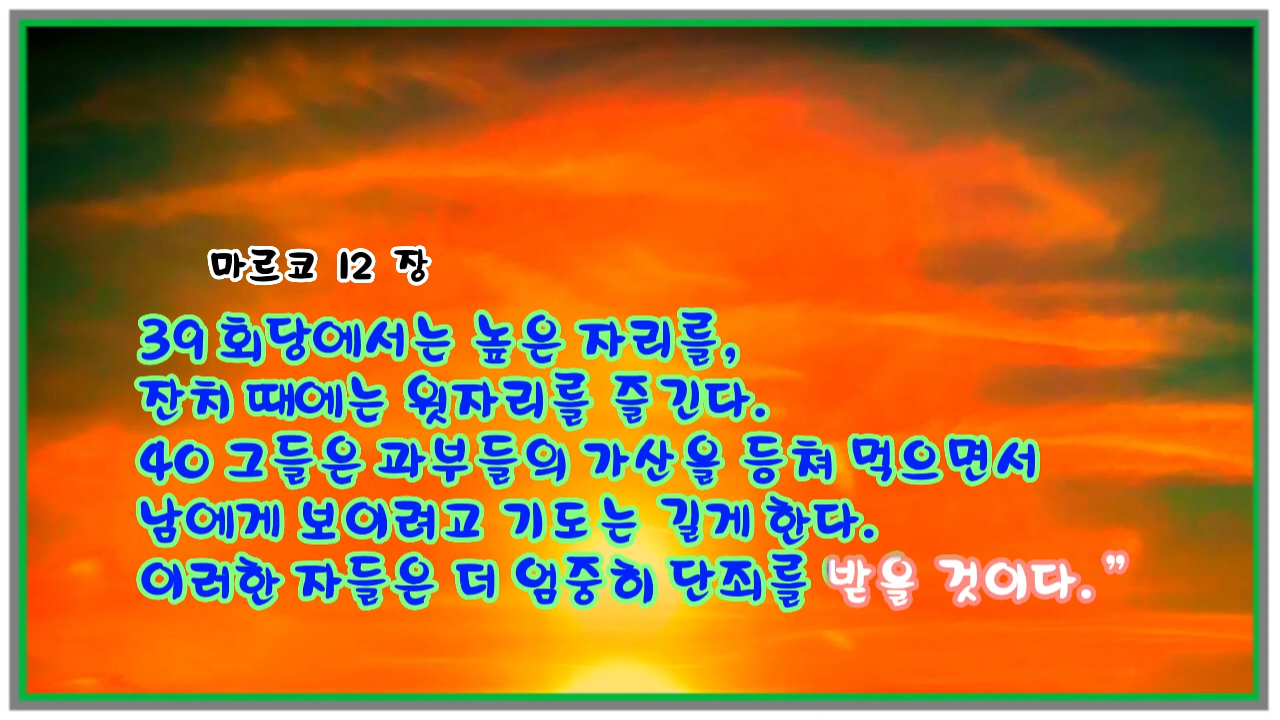 마르코 12 장
39 회당에서는 높은 자리를,
잔치 때에는 윗자리를 즐긴다.
40 그들은 과부들의 가산을 등쳐 먹으면서
남에게 보이려고 기도는 길게 한다.
이러한 자들은 더 엄중히 단죄를 받을 것이다.”